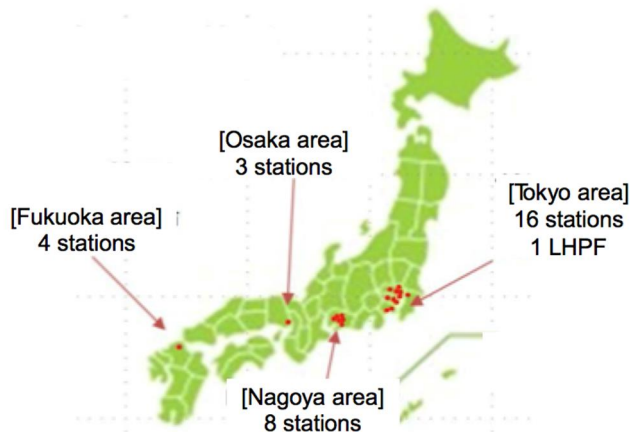 [Osaka area]
3 stations
[Tokyo area]
16 stations
1 LHPF
[Fukuoka area]
4 stations
[Nagoya area]
8 stations